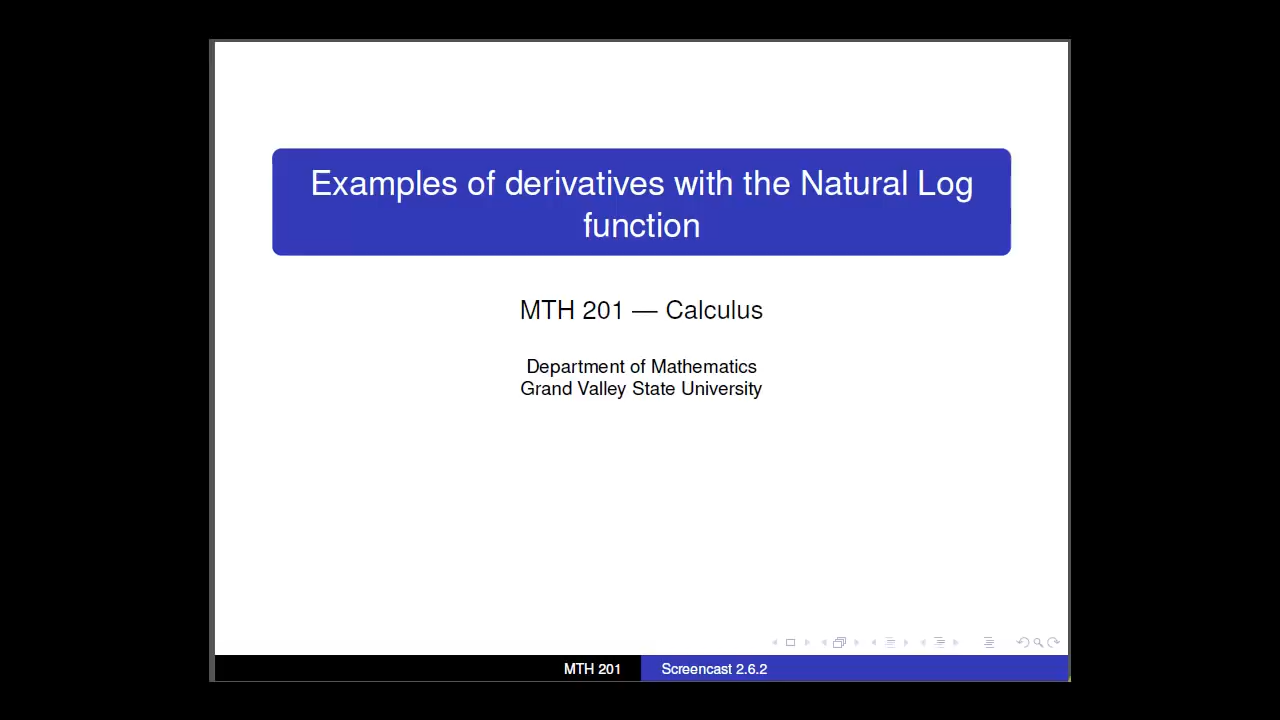 Examples of derivatives with the Natural Log
function
MTH 201 — Calculus
Department of Mathematics
Grand Valley State University
MTH 201
Screencast 2.6.2